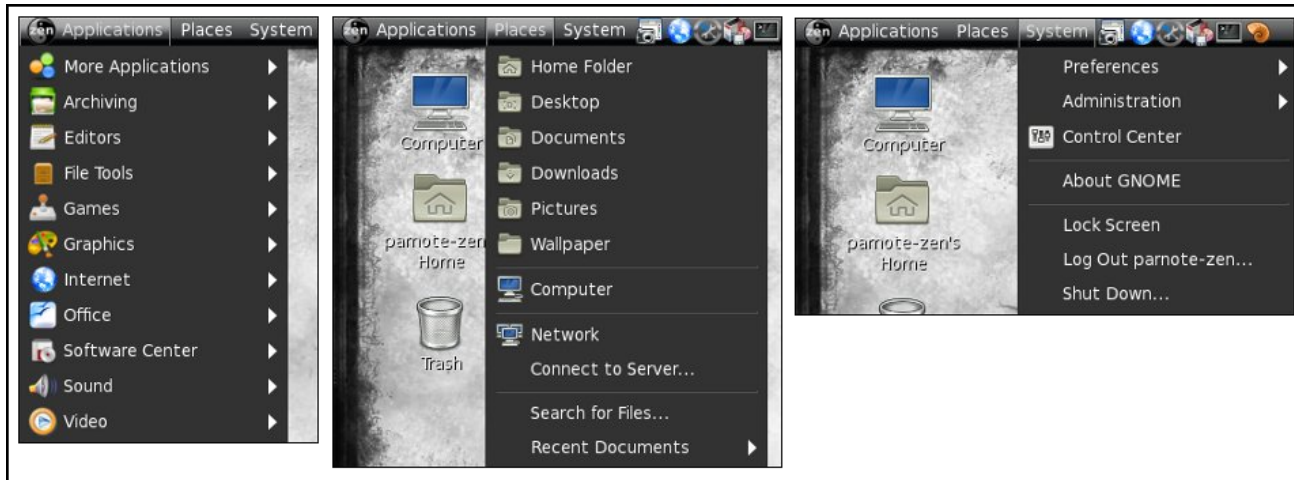 zen Applications Places System
More Applications
Archiving
Editors
File Tools
Games
Graphics
Internet
Office
Software Center
Sound
Video
zen Applications Places System
Computer
parnote-zen
Home
Trash
Home Folder
Desktop
Documents
Downloads
Pictures
Wallpaper
Computer
Network
Connect to Server...
Search for Files...
Recent Documents
zen Applications Places System
Computer
parnote-zen's
Home
Preferences
Administration
Control Center
About GNOME
Lock Screen
Log Out parnote-zen...
Shut Down...